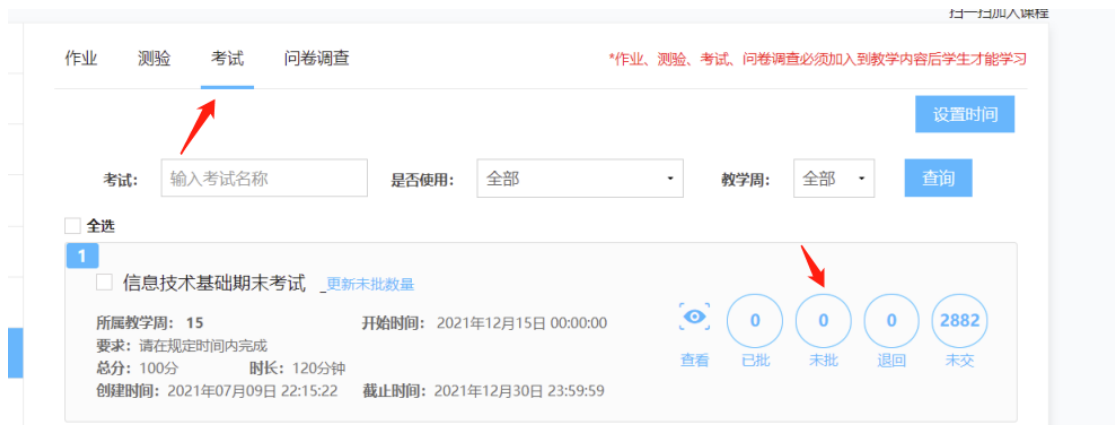 扫一扫加入课程
作业 测验 考试 问卷调查 *作业、测验、考试、问卷调查必须加入到教学内容后学生才能学习
设置时间
考试： 输入考试名称 是否使用： 全部 教学周： 全部 查询
全选
1
信息技术基础期末考试 _更新未批数量
所属教学周： 15 开始时间： 2021年12月15日 00:00:00
要求： 请在规定时间内完成
总分： 100分 时长： 120分钟
创建时间： 2021年07月09日 22:15:22 截止时间： 2021年12月30日 23:59:59
0 0 0 2882
查看 已批 未批 退回 未交